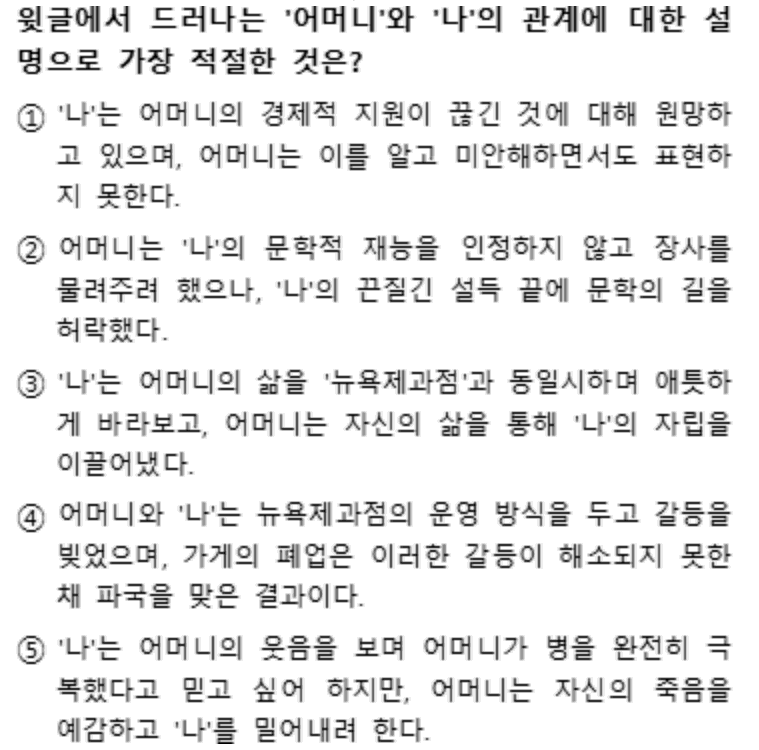 윗글에서 드러나는 '어머니'와 '나'의 관계에 대한 설
명으로 가장 적절한 것은?
① '나'는 어머니의 경제적 지원이 끊긴 것에 대해 원망하
고 있으며, 어머니는 이를 알고 미안해하면서도 표현하
지 못한다.
② 어머니는 '나'의 문학적 재능을 인정하지 않고 장사를
물려주려 했으나, '나'의 끈질긴 설득 끝에 문학의 길을
허락했다.
③ '나'는 어머니의 삶을 '뉴욕제과점'과 동일시하며 애틋하
게 바라보고, 어머니는 자신의 삶을 통해 '나'의 자립을
이끌어냈다.
④ 어머니와 '나'는 뉴욕제과점의 운영 방식을 두고 갈등을
빚었으며, 가게의 폐업은 이러한 갈등이 해소되지 못한
채 파국을 맞은 결과이다.
⑤ '나'는 어머니의 웃음을 보며 어머니가 병을 완전히 극
복했다고 믿고 싶어 하지만, 어머니는 자신의 죽음을
예감하고 '나'를 밀어내려 한다.